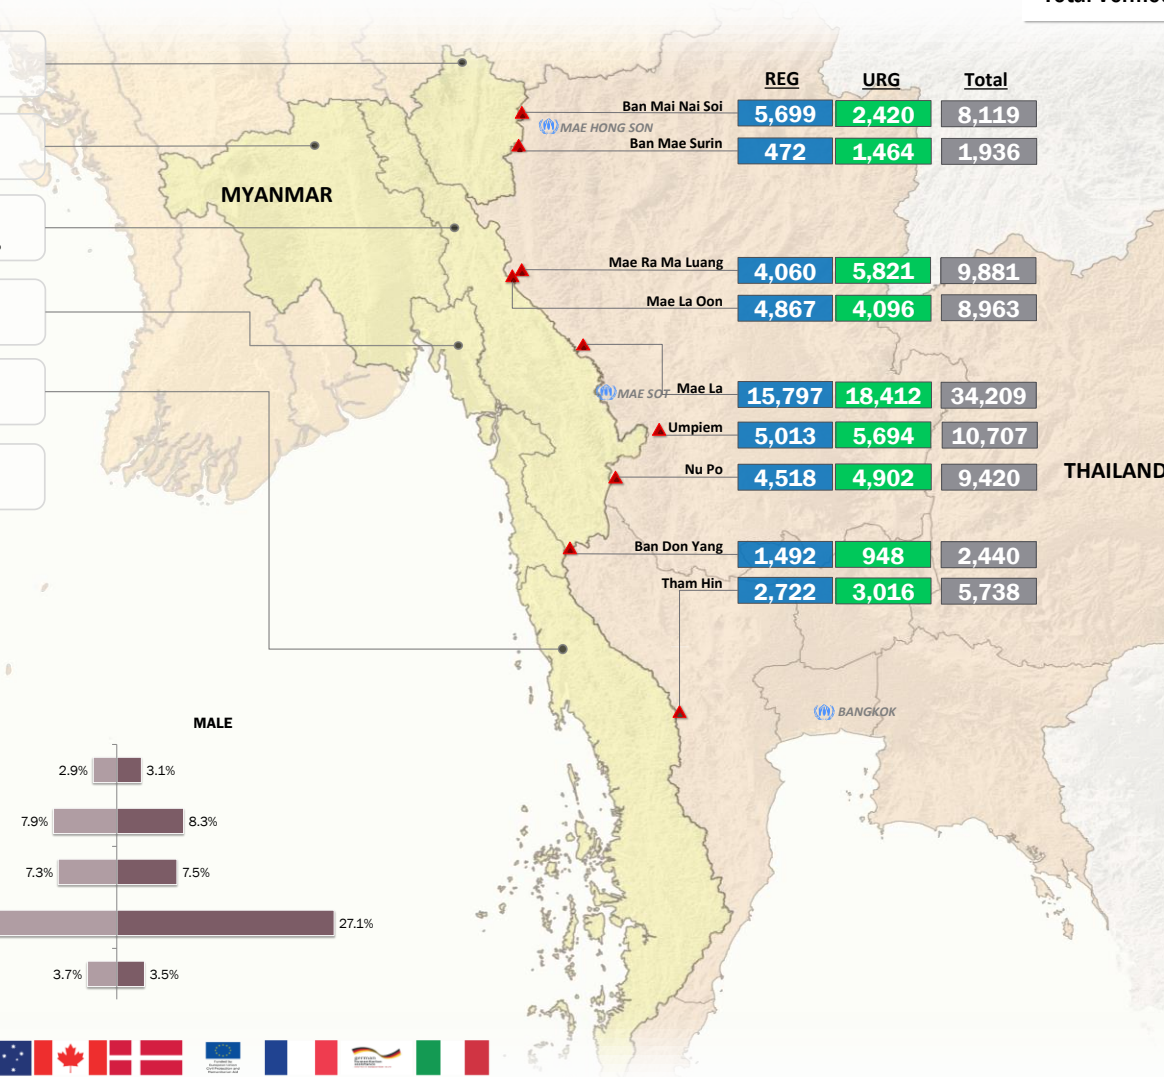 REG URG Total
Ban Mai Nai Soi 5,699 2,420 8,119
MAE HONG SON
Ban Mae Surin 472 1,464 1,936
MYANMAR
Mae Ra Ma Luang 4,060 5,821 9,881
Mae La Oon 4,867 4,096 8,963
MAE SOT
Mae La 15,797 18,412 34,209
Umpiem 5,013 5,694 10,707
Nu Po 4,518 4,902 9,420
THAILAND
Ban Don Yang 1,492 948 2,440
Tham Hin 2,722 3,016 5,738
BANGKOK
MALE
2.9% 3.1%
7.9% 8.3%
7.3% 7.5%
27.1%
3.7% 3.5%